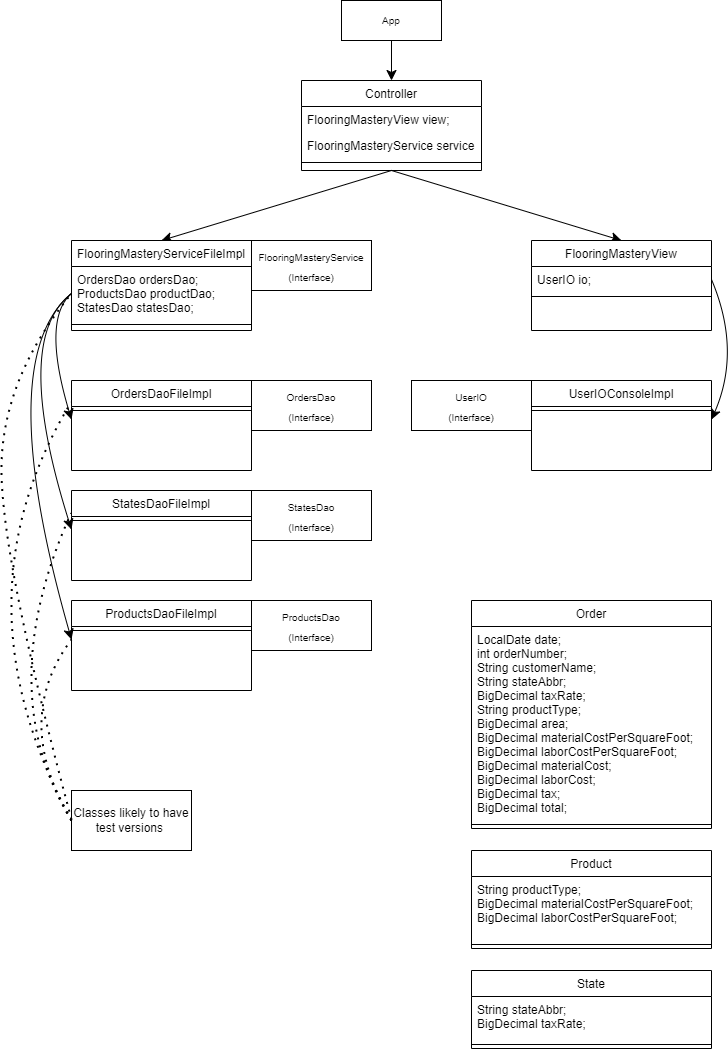 App
Controller
FlooringMasteryView view;
FlooringMasteryService service
FlooringMasteryServiceFileImpl
OrdersDao ordersDao;
ProductsDao productDao;
StatesDao statesDao;
FlooringMasteryService
(Interface)
FlooringMasteryView
UserIO io;
OrdersDaoFileImpl
OrdersDao
(Interface)
UserIO
(Interface)
UserIOConsoleImpl
StatesDaoFileImpl
StatesDao
(Interface)
ProductsDaoFileImpl
ProductsDao
(Interface)
Order
LocalDate date;
int orderNumber;
String customerName;
String stateAbbr;
BigDecimal taxRate;
String productType;
BigDecimal area;
BigDecimal materialCostPerSquareFoot;
BigDecimal laborCostPerSquareFoot;
BigDecimal materialCost;
BigDecimal laborCost;
BigDecimal tax;
BigDecimal total;
Classes likely to have
test versions
Product
String productType;
BigDecimal materialCostPerSquareFoot;
BigDecimal laborCostPerSquareFoot;
State
String stateAbbr;
BigDecimal taxRate;